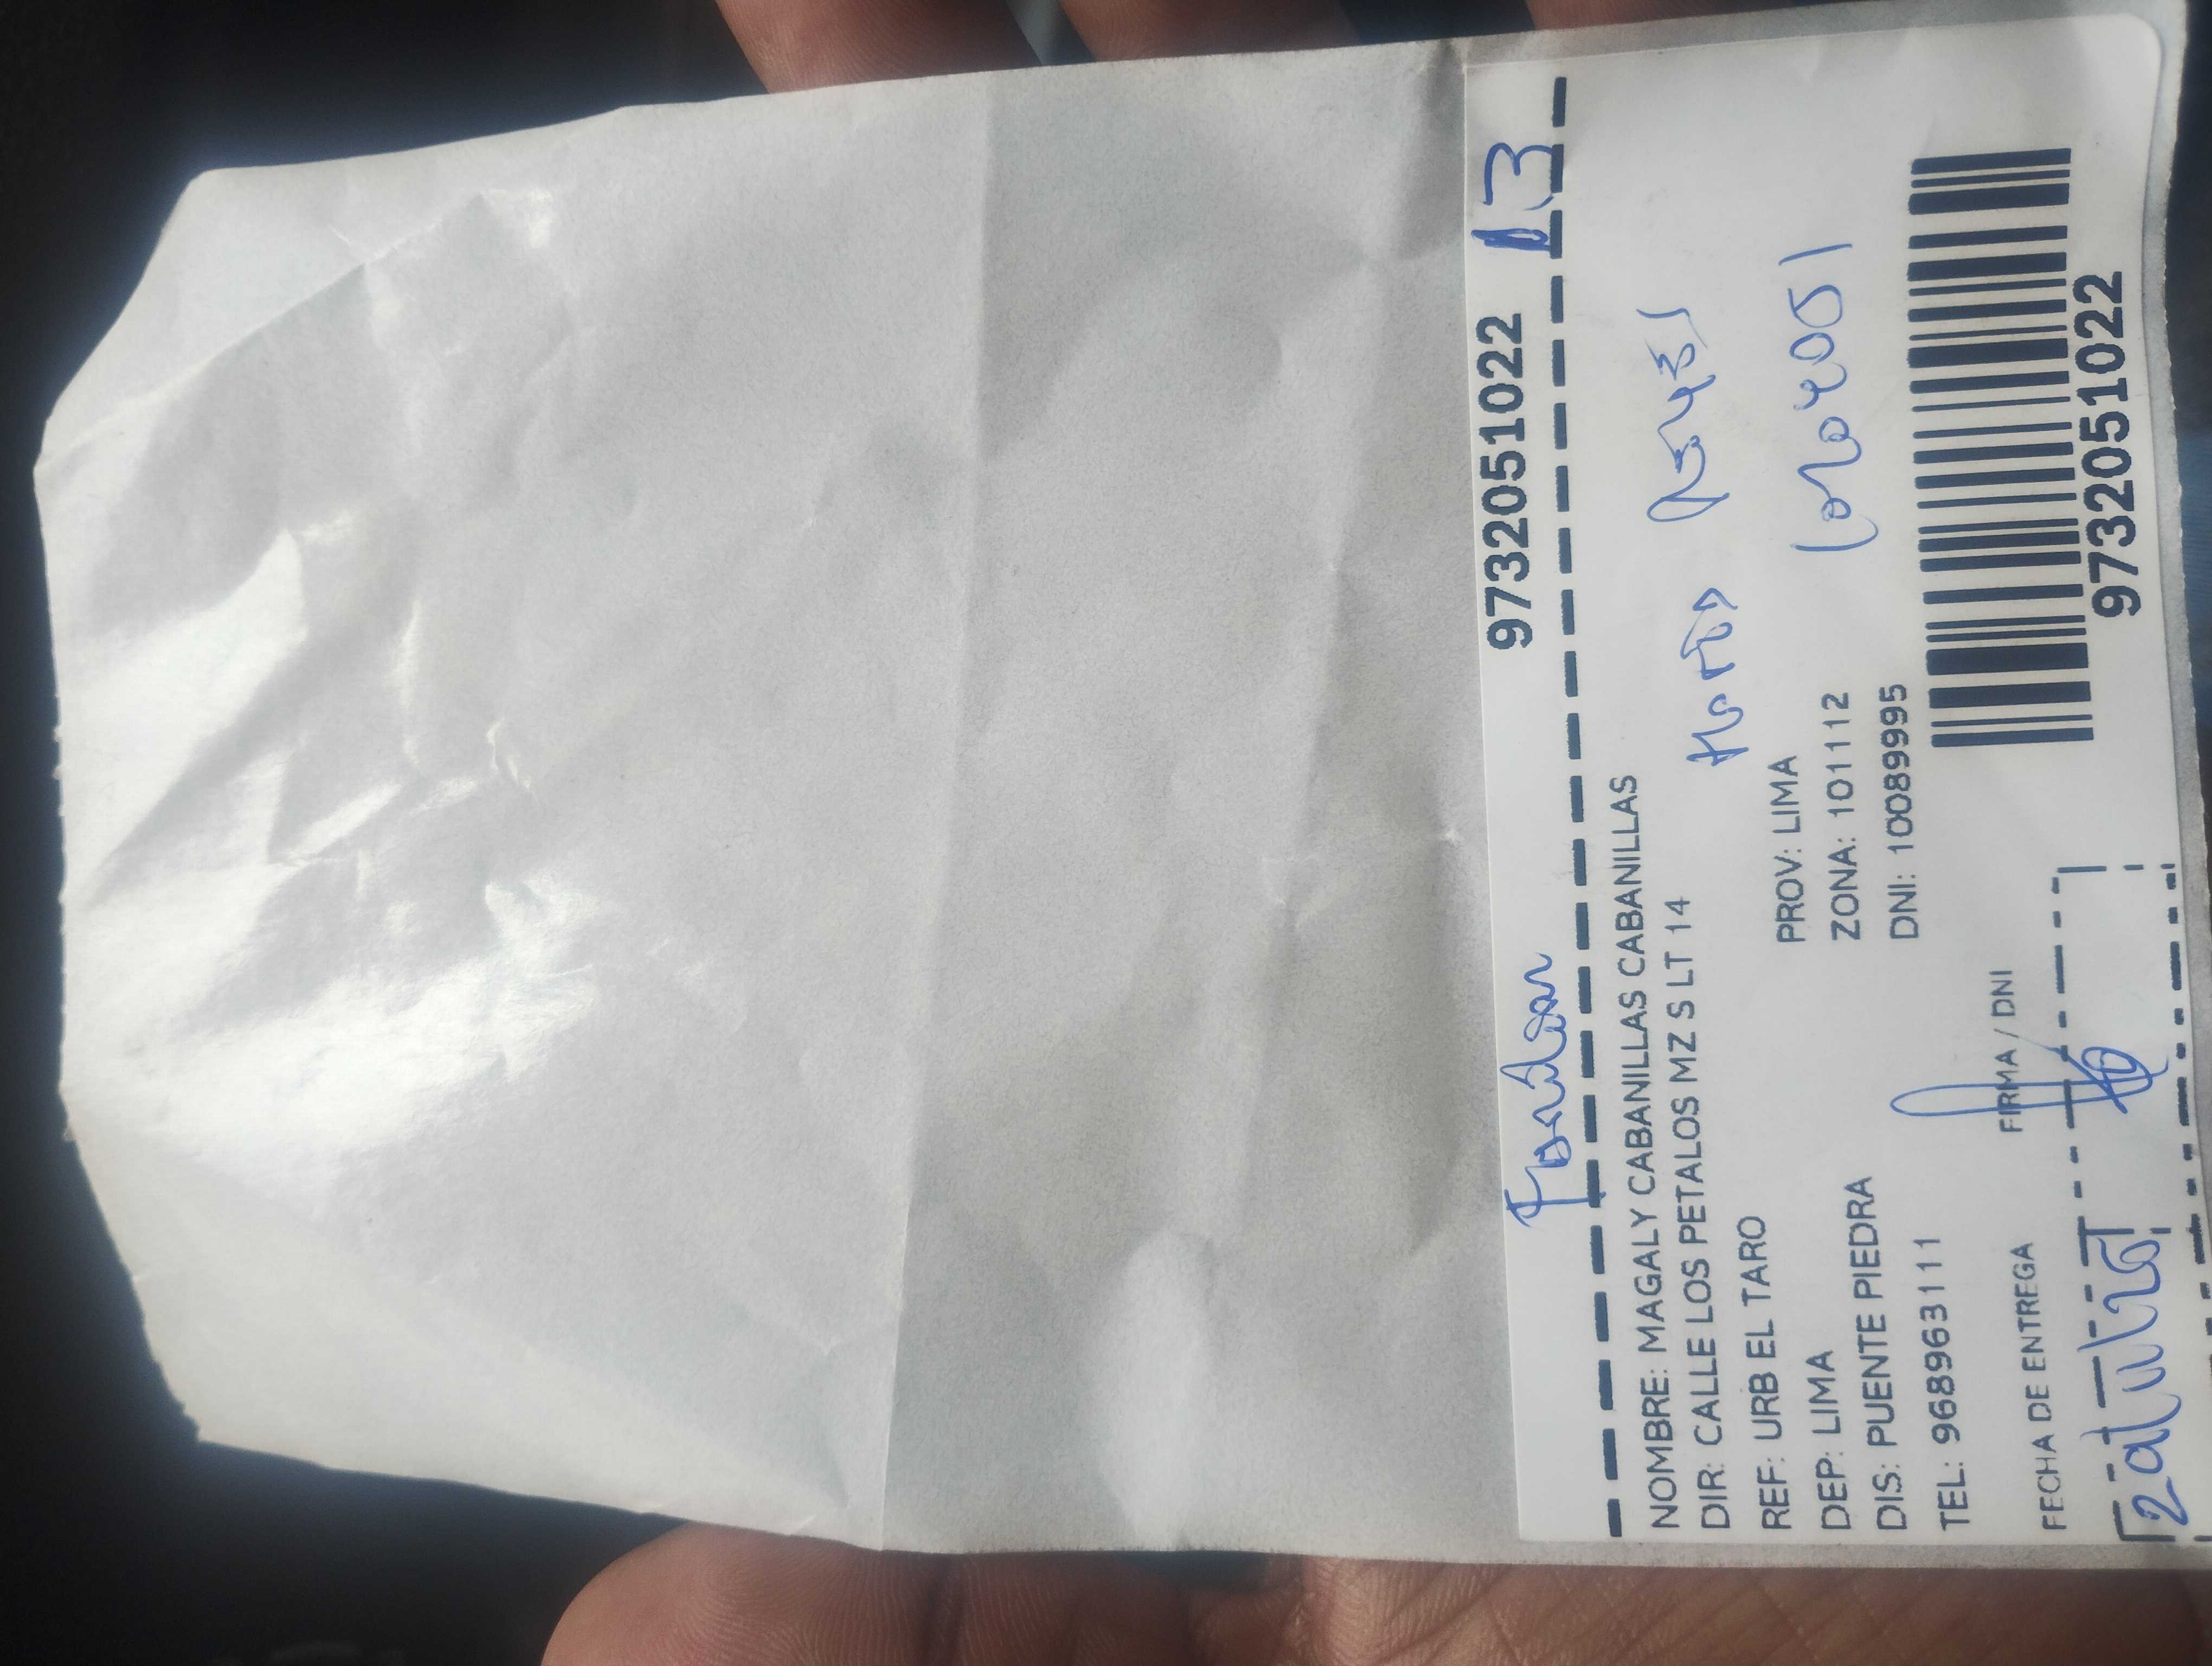 9732051022 13
NOMBRE: MAGALY CABANILLAS CABANILLAS
DIR: CALLE LOS PETALOS MZ S LT 14
REF: URB EL TARO
DEP: LIMA PROV: LIMA
DIS: PUENTE PIEDRA ZONA: 101112
TEL: 968963111 DNI: 10089995
FECHA DE ENTREGA FIRMA / DNI
9732051022